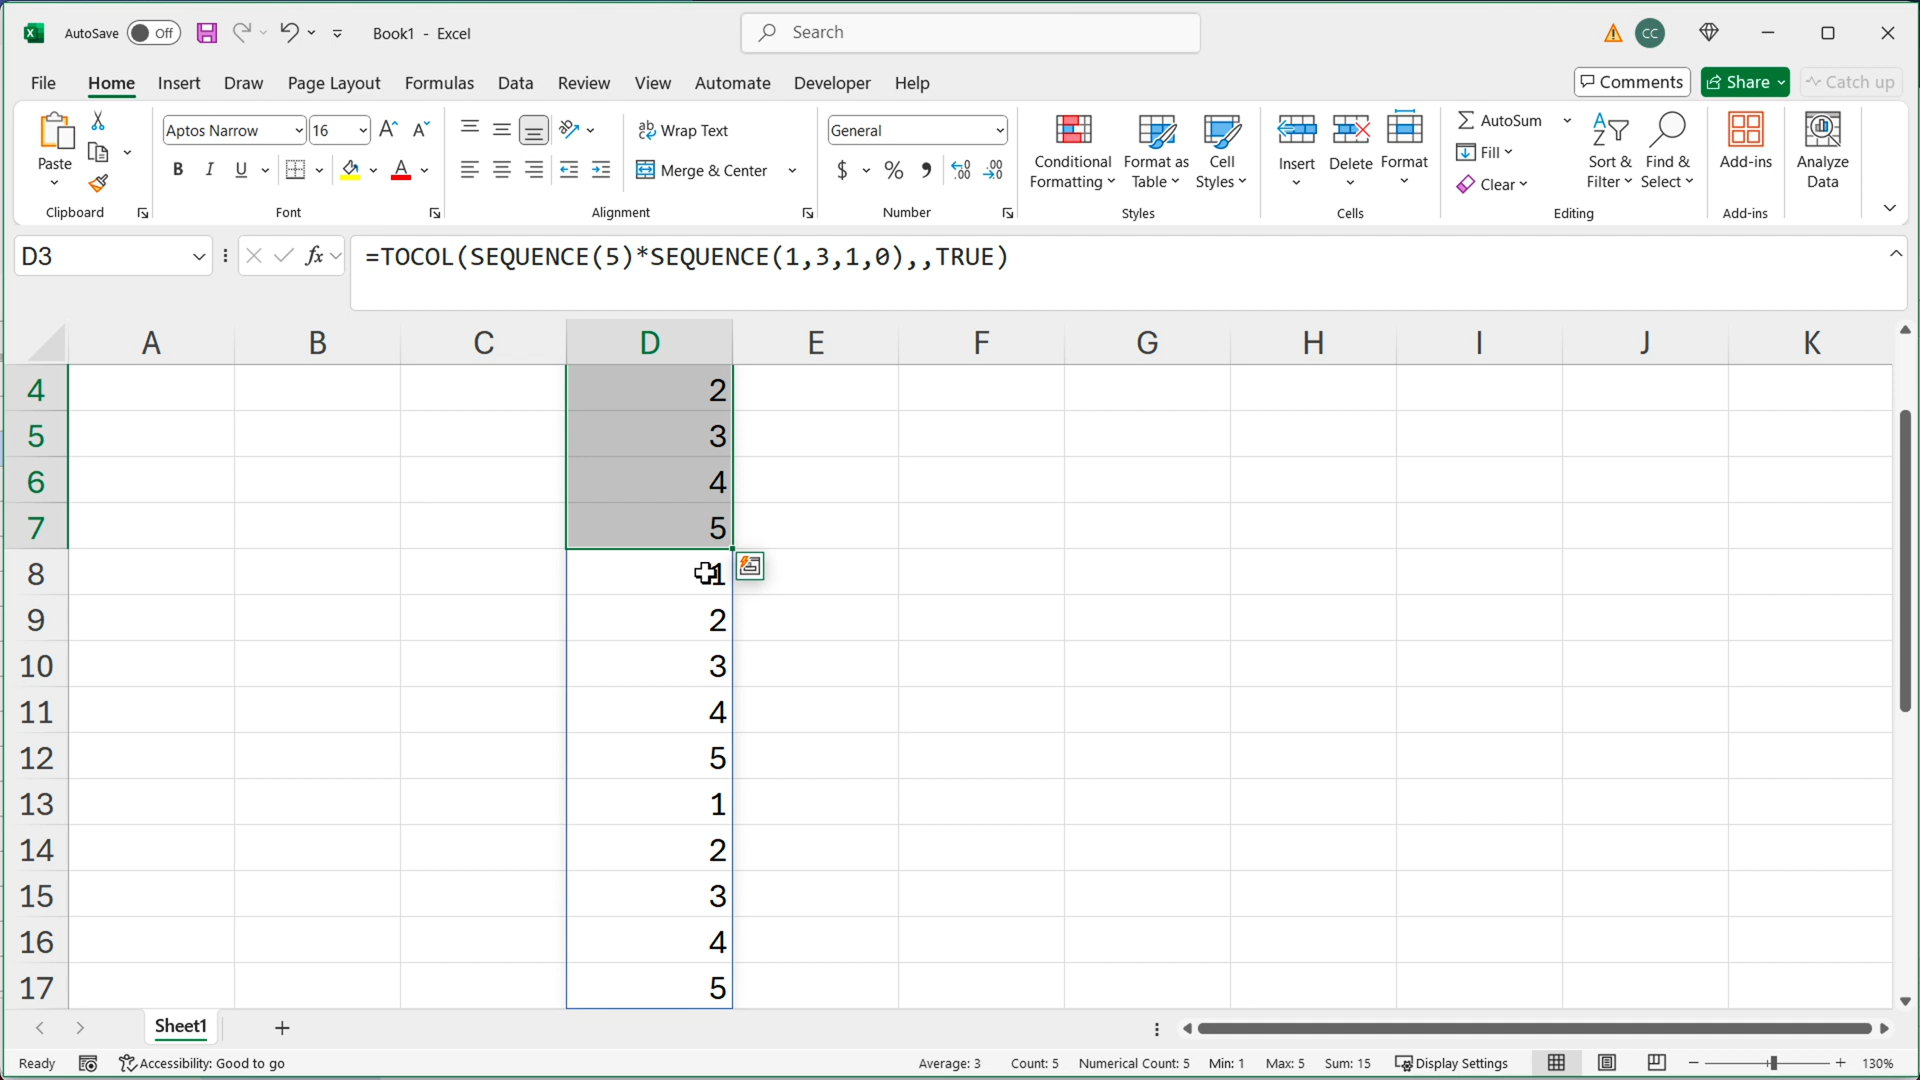 AutoSave Off Book1 - Excel Search CC
File Home Insert Draw Page Layout Formulas Data Review View Automate Developer Help Comments Share Catch up
Paste
Clipboard
Aptos Narrow 16
B I U A
Font
Wrap Text
Merge & Center
Alignment
General
$ %
Number
Conditional Formatting
Format as Table
Cell Styles
Styles
Insert Delete Format
Cells
AutoSum
Fill
Clear
Sort & Filter
Find & Select
Editing
Add-ins
Add-ins
Analyze Data
D3 fx =TOCOL(SEQUENCE(5)*SEQUENCE(1,3,1,0),,TRUE)
A B C D E F G H I J K
4 2
5 3
6 4
7 5
8 1
9 2
10 3
11 4
12 5
13 1
14 2
15 3
16 4
17 5
Sheet1
Ready Accessibility: Good to go Average: 3 Count: 5 Numerical Count: 5 Min: 1 Max: 5 Sum: 15 Display Settings 130%